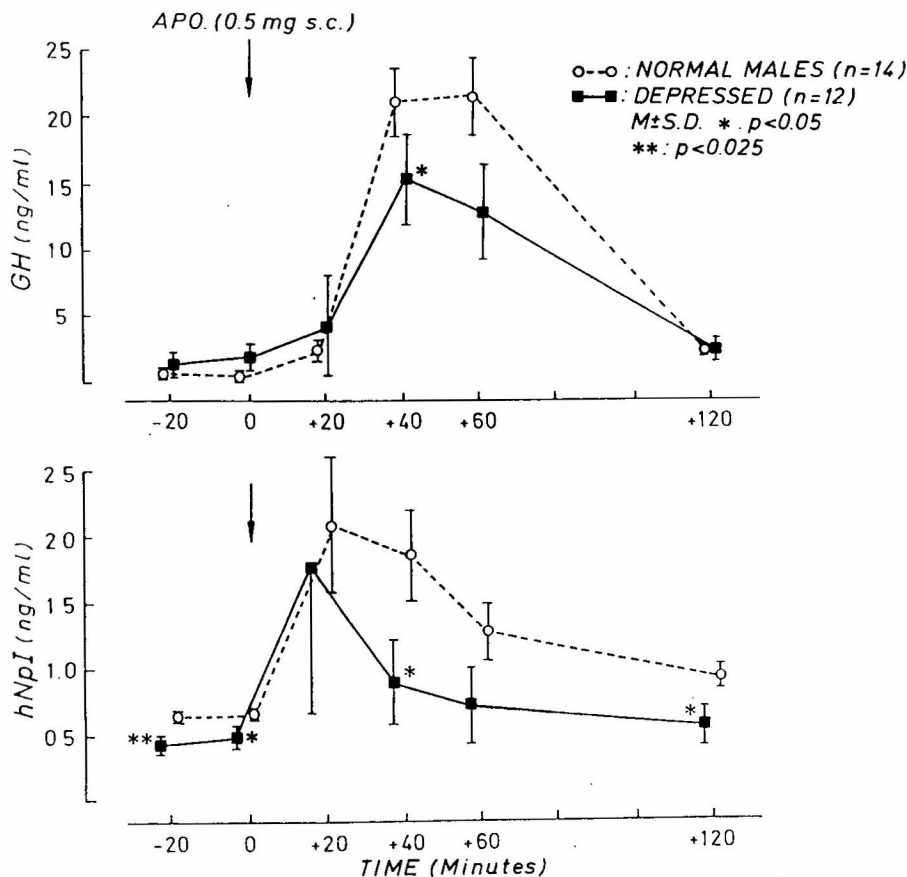 APO. (0.5 mg s.c.)
25
20
15
10
5
GH (ng/ml)
o--o : NORMAL MALES (n=14)
■-■ : DEPRESSED (n=12)
M±S.D. * . p<0.05
** : p<0.025
-20 0 +20 +40 +60 +120
*
2 5
2 0
1 5
1.0
0 5
hNpI (ng/ml)
** * * *
-20 0 +20 +40 +60 +120
TIME (Minutes)